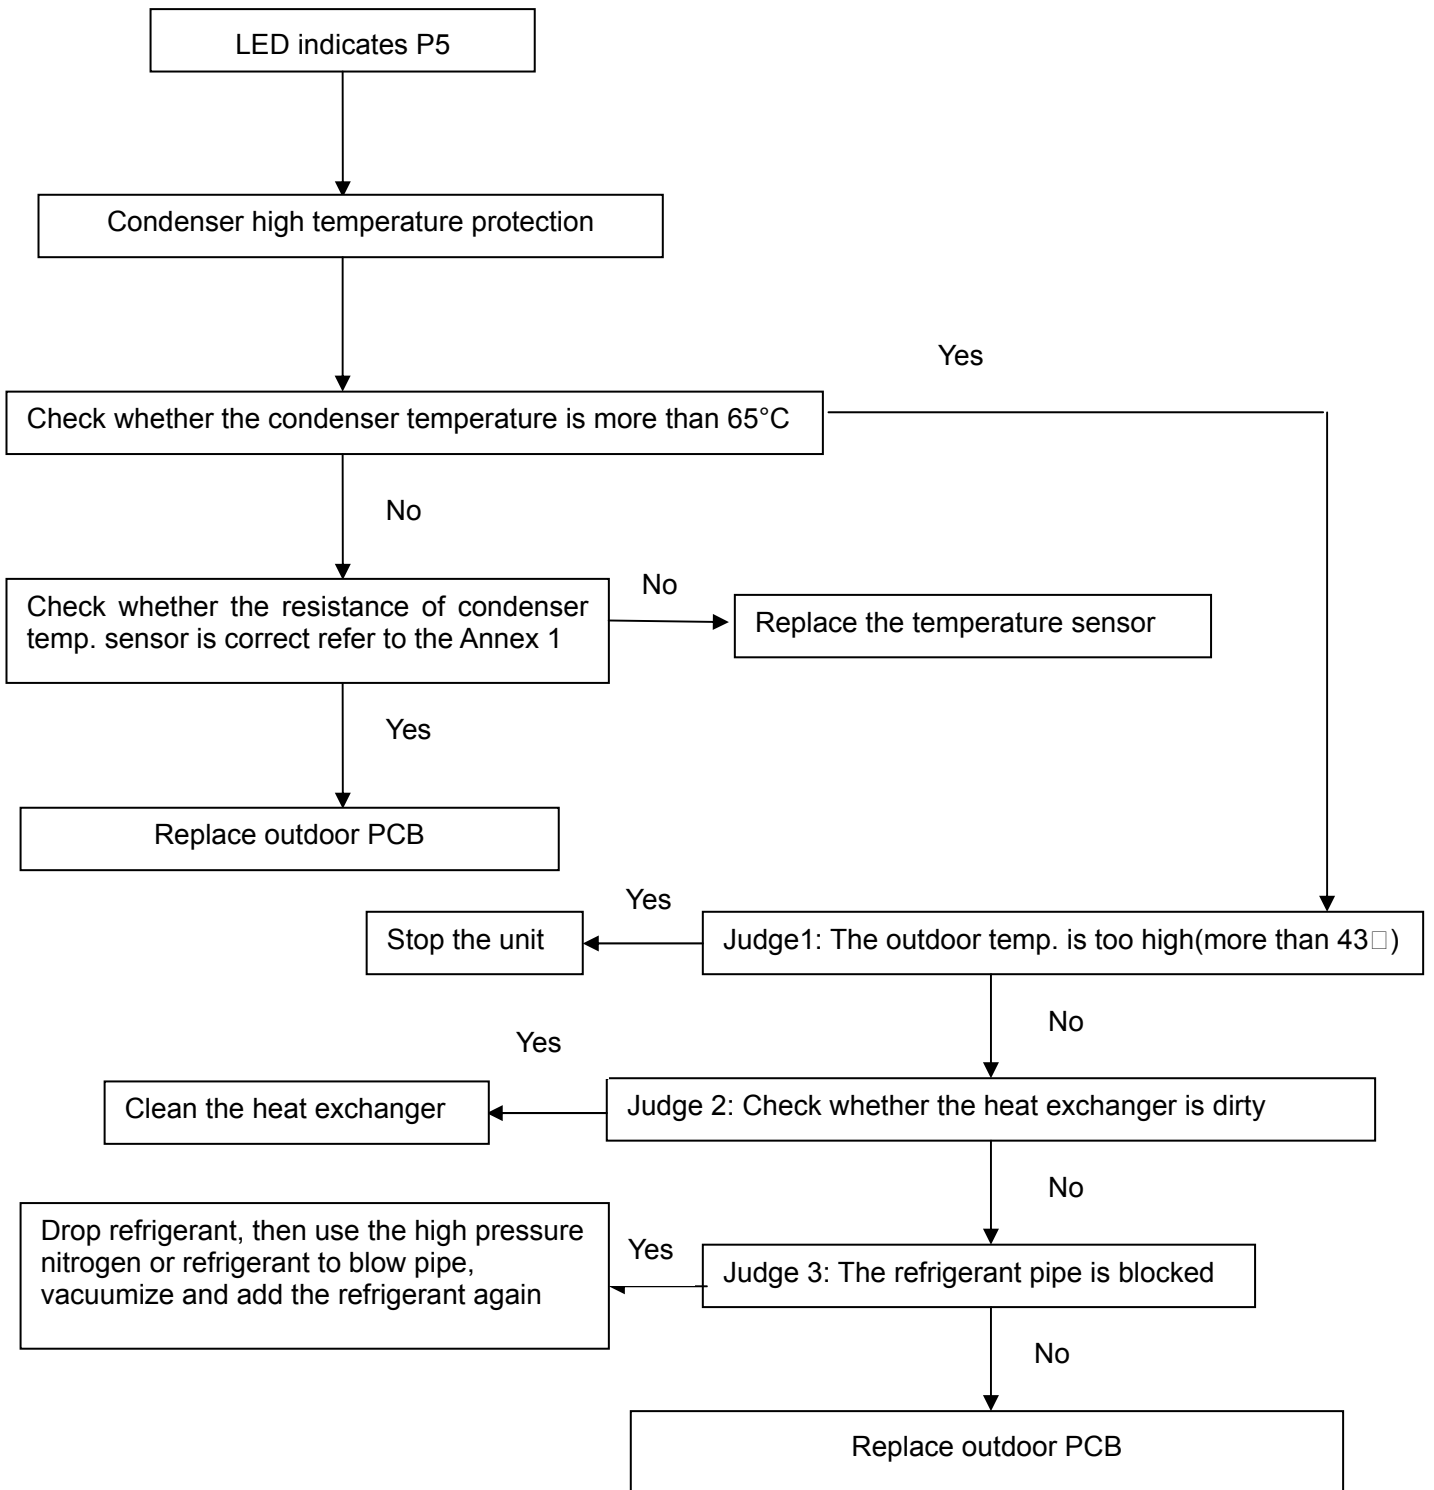 LED indicates P5
Condenser high temperature protection
Yes
Check whether the condenser temperature is more than 65°C
No
Check whether the resistance of condenser
temp. sensor is correct refer to the Annex 1
No
Replace the temperature sensor
Yes
Replace outdoor PCB
Yes
Stop the unit
Judge1: The outdoor temp. is too high(more than 43□)
No
Yes
Clean the heat exchanger
Judge 2: Check whether the heat exchanger is dirty
No
Drop refrigerant, then use the high pressure
nitrogen or refrigerant to blow pipe,
vacuumize and add the refrigerant again
Yes
Judge 3: The refrigerant pipe is blocked
No
Replace outdoor PCB